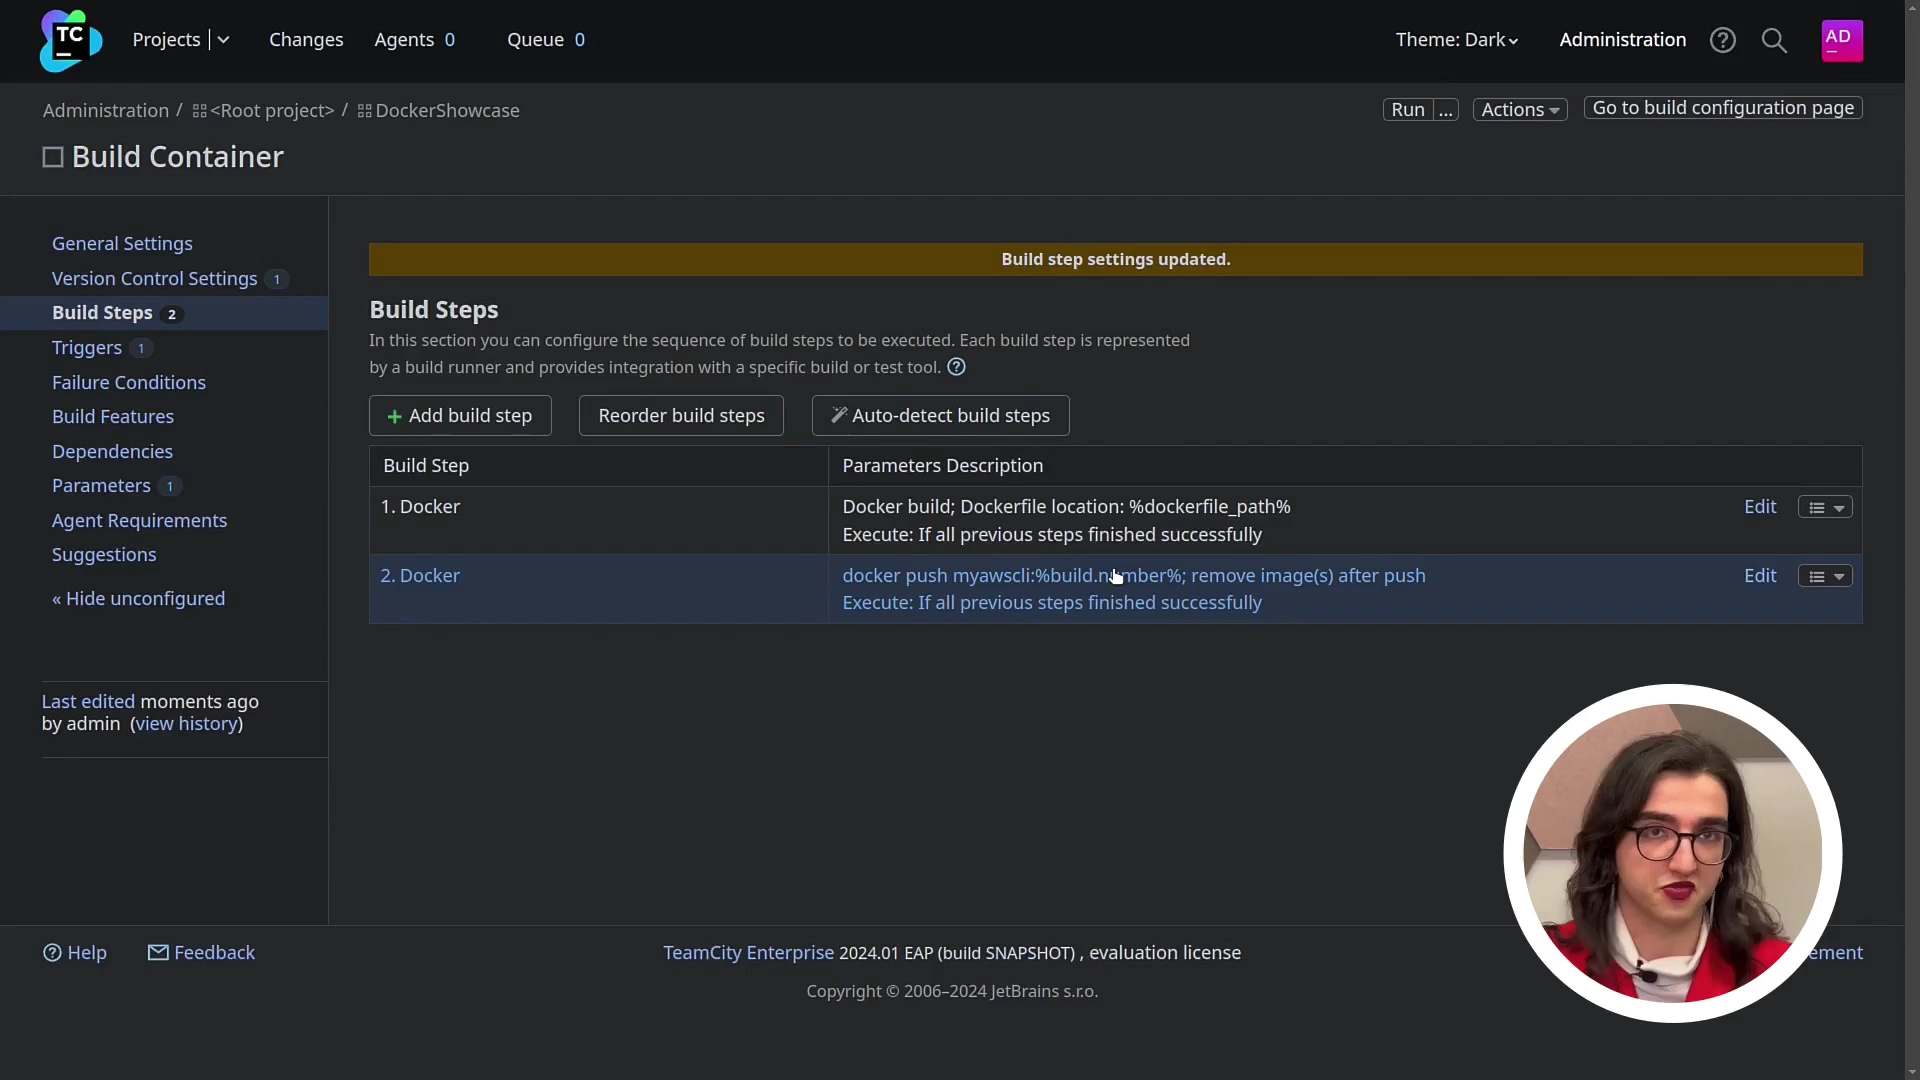 TC
Projects
Changes
Agents 0
Queue 0
Theme: Dark
Administration
AD
Administration / <Root project> / DockerShowcase
Run ...
Actions
Go to build configuration page
Build Container
General Settings
Version Control Settings 1
Build Steps 2
Triggers 1
Failure Conditions
Build Features
Dependencies
Parameters 1
Agent Requirements
Suggestions
« Hide unconfigured
Last edited moments ago
by admin (view history)
Build step settings updated.
Build Steps
In this section you can configure the sequence of build steps to be executed. Each build step is represented
by a build runner and provides integration with a specific build or test tool.
Add build step
Reorder build steps
Auto-detect build steps
Build Step
Parameters Description
1. Docker
Docker build; Dockerfile location: %dockerfile_path%
Execute: If all previous steps finished successfully
Edit
2. Docker
docker push myawscli:%build.number%; remove image(s) after push
Execute: If all previous steps finished successfully
Edit
Help
Feedback
TeamCity Enterprise 2024.01 EAP (build SNAPSHOT) , evaluation license
Copyright © 2006–2024 JetBrains s.r.o.